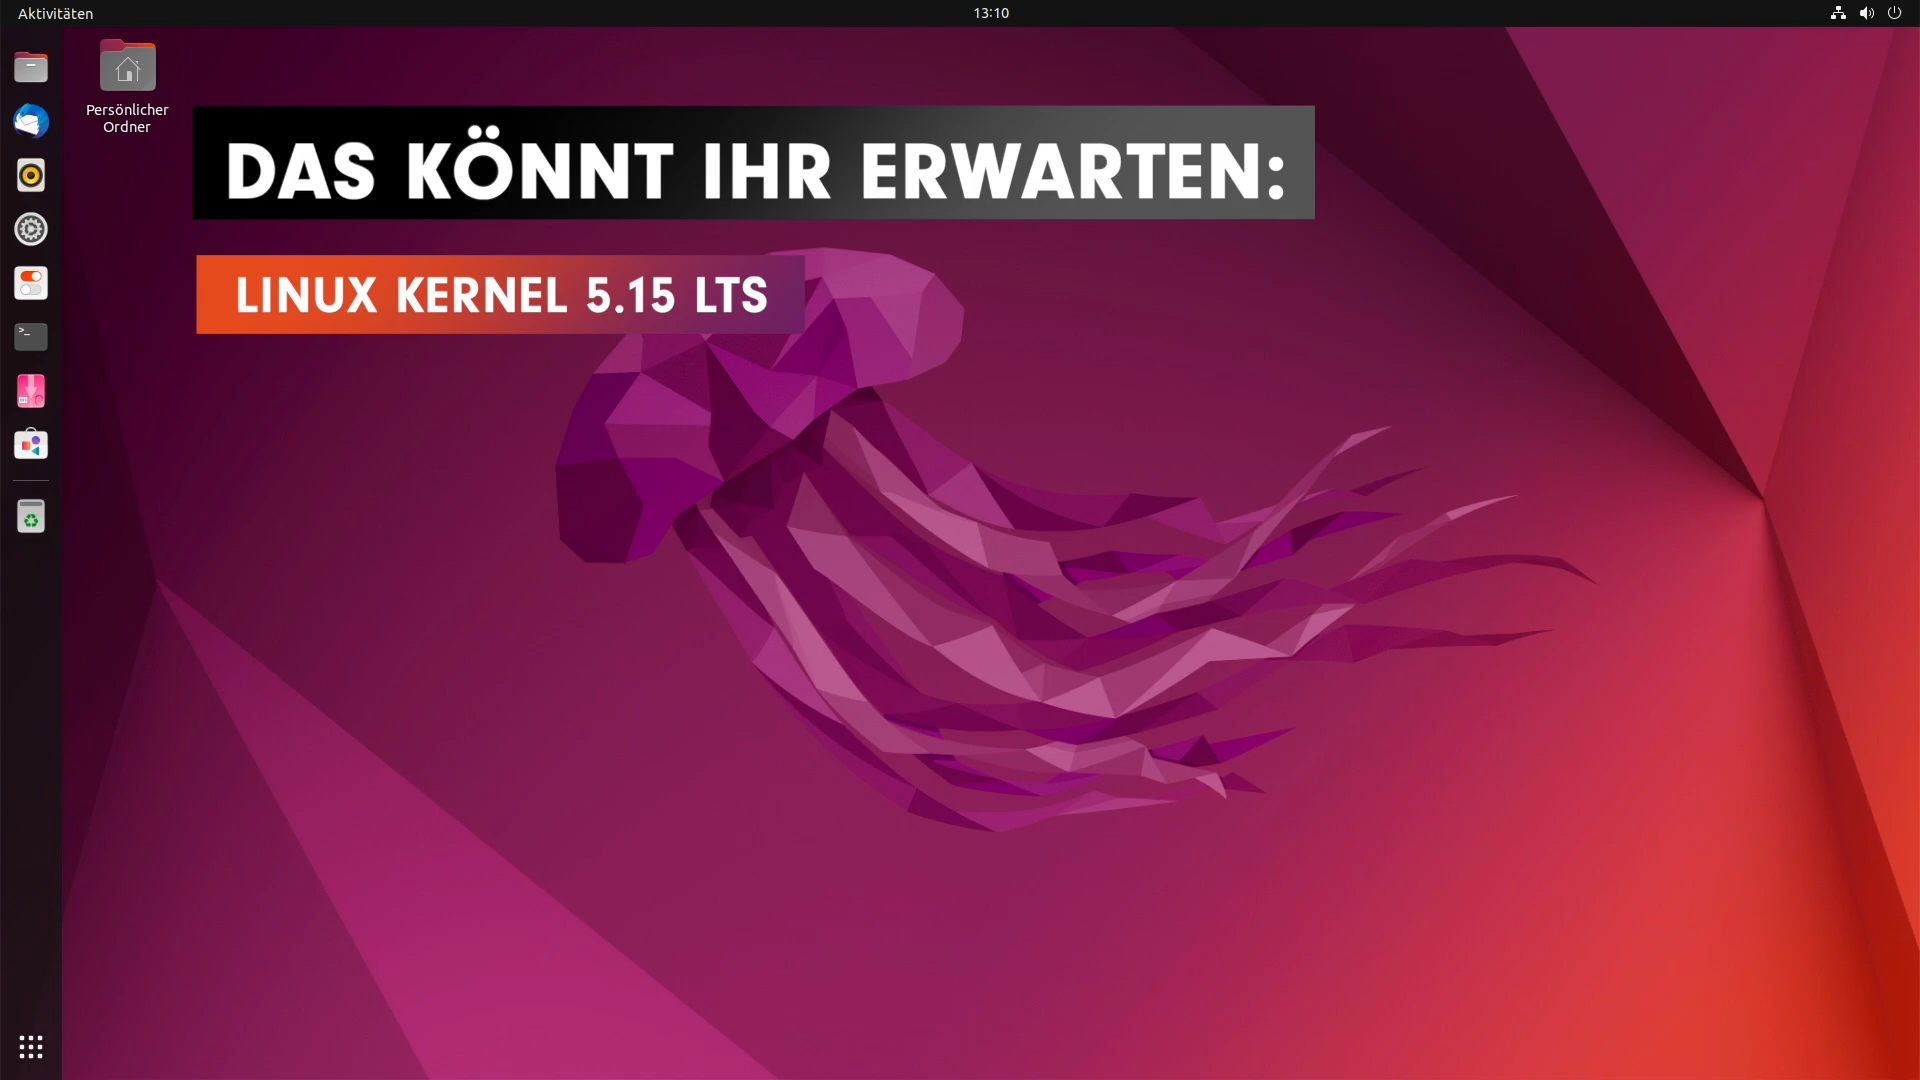 Aktivitäten
13:10
Persönlicher
Ordner
DAS KÖNNT IHR ERWARTEN:
LINUX KERNEL 5.15 LTS